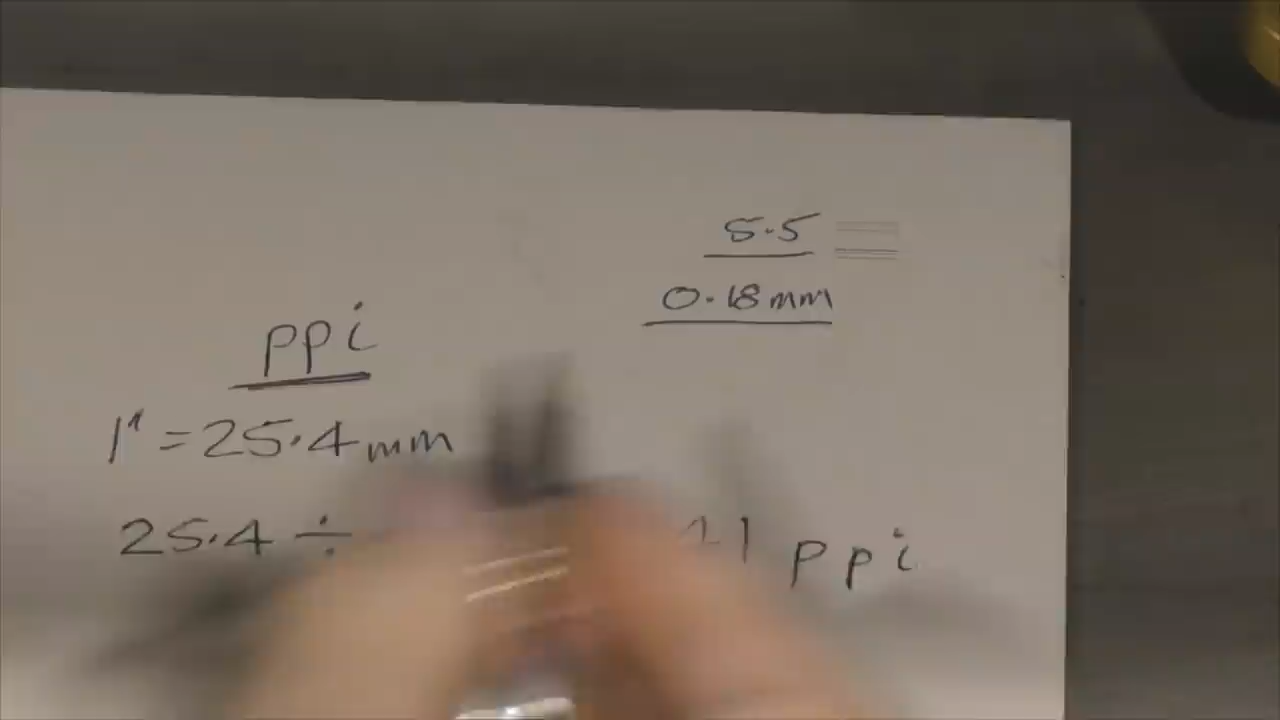 5.5
0.18mm
ppi
1" = 25.4mm
25.4 ÷
ppi